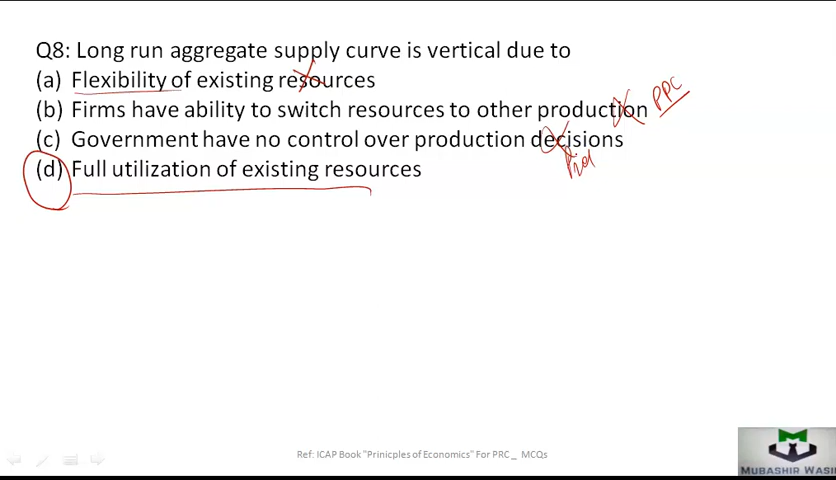 Q8: Long run aggregate supply curve is vertical due to
(a) Flexibility of existing resources
(b) Firms have ability to switch resources to other production PPC
(c) Government have no control over production decisions
(d) Full utilization of existing resources
Ref: ICAP Book "Prinicples of Economics" For PRC_ MCQs
MUBASHIR WASI